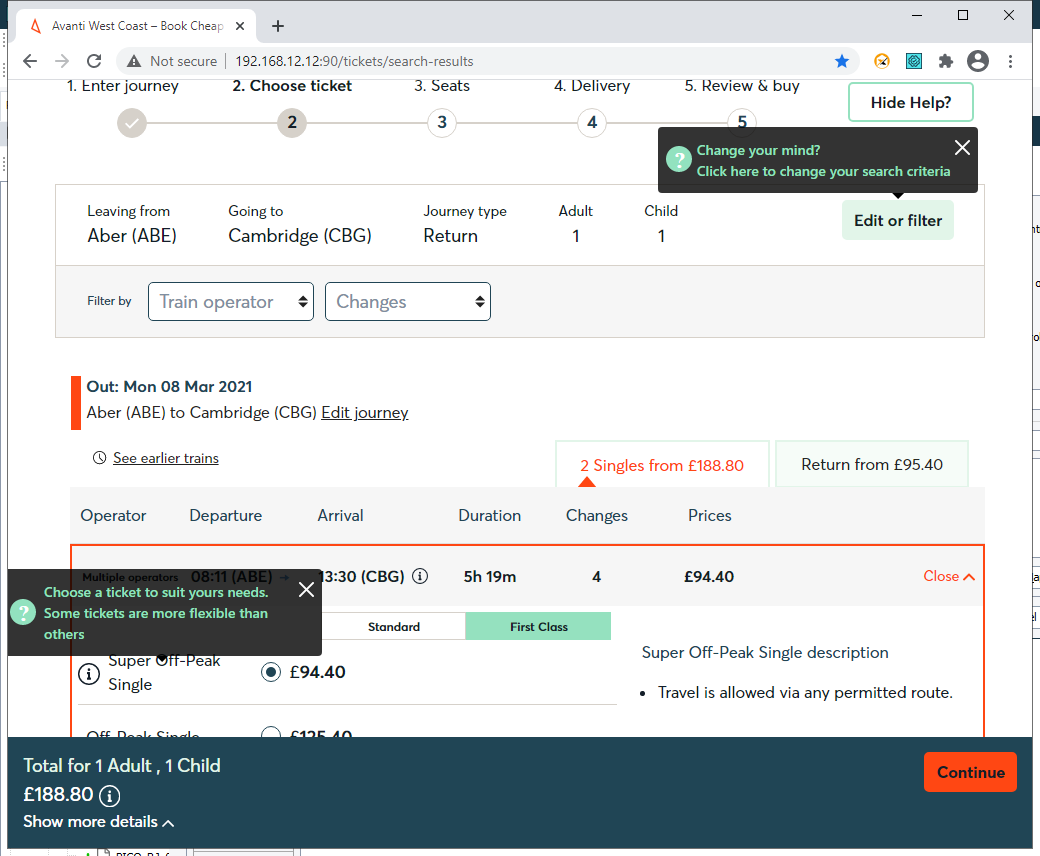 Avanti West Coast – Book Cheap
Not secure
192.168.12.12:90/tickets/search-results
1. Enter journey
2. Choose ticket
3. Seats
4. Delivery
5. Review & buy
2
3
4
5
Hide Help?
Change your mind?
Click here to change your search criteria
Leaving from
Going to
Journey type
Adult
Child
Aber (ABE)
Cambridge (CBG)
Return
1
1
Edit or filter
Filter by
Train operator
Changes
Out: Mon 08 Mar 2021
Aber (ABE) to Cambridge (CBG) Edit journey
See earlier trains
2 Singles from £188.80
Return from £95.40
Operator
Departure
Arrival
Duration
Changes
Prices
Multiple operators
08:11 (ABE)
13:30 (CBG)
5h 19m
4
£94.40
Close
Choose a ticket to suit yours needs.
Some tickets are more flexible than
others
Standard
First Class
Super Off-Peak
Single
£94.40
Super Off-Peak Single description
Travel is allowed via any permitted route.
Off-Peak Single
£125.40
Total for 1 Adult , 1 Child
£188.80
Show more details
Continue